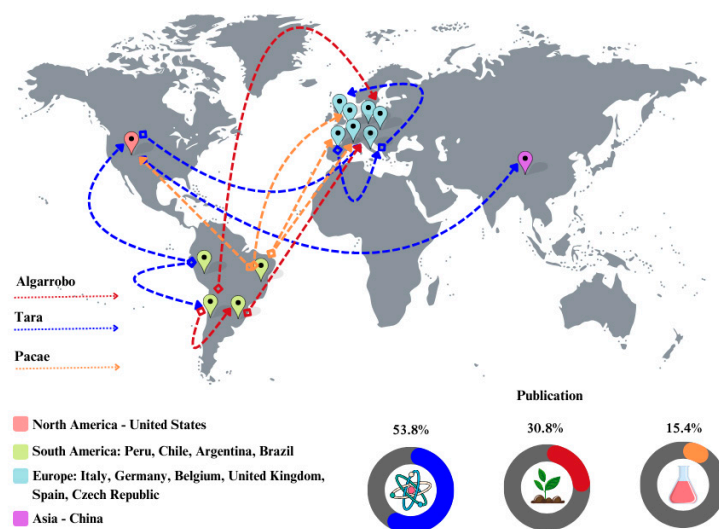 Algarrobo
Tara
Pacae
North America - United States
South America: Peru, Chile, Argentina, Brazil
Europe: Italy, Germany, Belgium, United Kingdom,
Spain, Czech Republic
Asia - China
Publication
53.8%
30.8%
15.4%